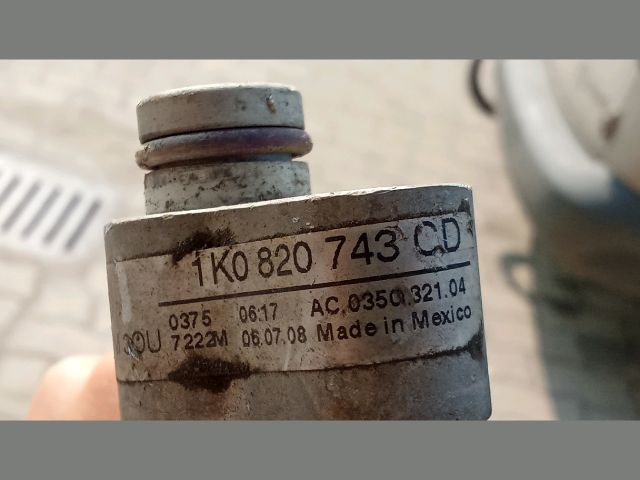 1K0 820 743 CD
0375 06:17 AC.035Q.321.04
7222M 06.07.08 Made in Mexico